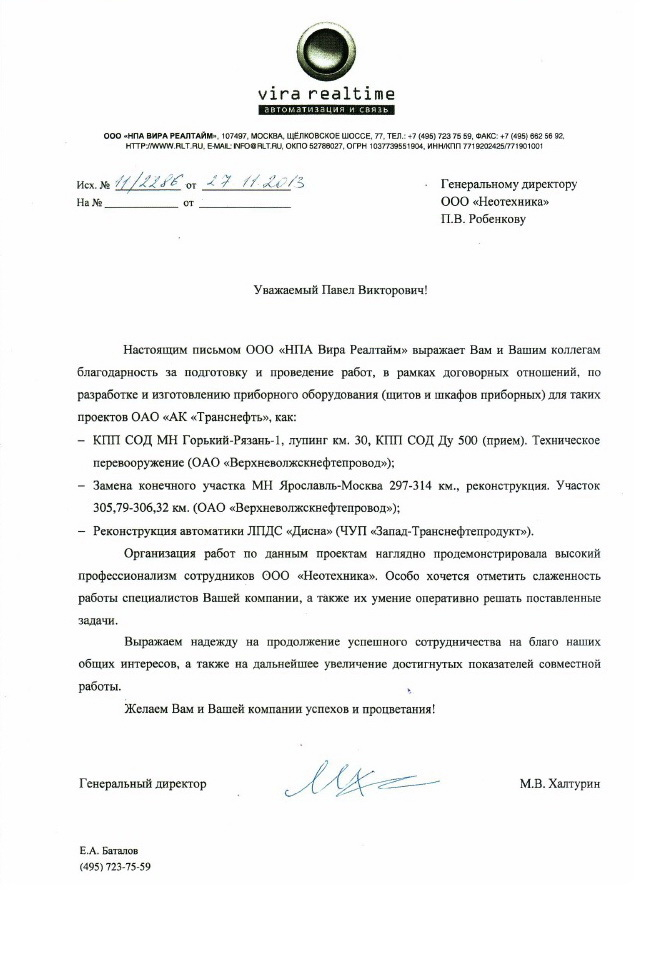 vira realtime
автоматизация и связь
ООО «НПА ВИРА РЕАЛТАЙМ», 107497, МОСКВА, ЩЁЛКОВСКОЕ ШОССЕ, 77, ТЕЛ.: +7 (495) 723 75 59, ФАКС: +7 (495) 662 56 92,
HTTP://WWW.RLT.RU, E-MAIL: INFO@RLT.RU, ОКПО 52786027, ОГРН 1037739551904, ИНН/КПП 7719202425/771901001
Исх. № 11/2286 от 27 11.2013
На № ______________ от __________________
Генеральному директору
ООО «Неотехника»
П.В. Робенкову
Уважаемый Павел Викторович!
Настоящим письмом ООО «НПА Вира Реалтайм» выражает Вам и Вашим коллегам
благодарность за подготовку и проведение работ, в рамках договорных отношений, по
разработке и изготовлению приборного оборудования (щитов и шкафов приборных) для таких
проектов ОАО «АК «Транснефть», как:
– КПП СОД МН Горький-Рязань-1, лупинг км. 30, КПП СОД Ду 500 (прием). Техническое
перевооружение (ОАО «Верхневолжскнефтепровод»);
– Замена конечного участка МН Ярославль-Москва 297-314 км., реконструкция. Участок
305,79-306,32 км. (ОАО «Верхневолжскнефтепровод»);
– Реконструкция автоматики ЛПДС «Дисна» (ЧУП «Запад-Транснефтепродукт»).
Организация работ по данным проектам наглядно продемонстрировала высокий
профессионализм сотрудников ООО «Неотехника». Особо хочется отметить слаженность
работы специалистов Вашей компании, а также их умение оперативно решать поставленные
задачи.
Выражаем надежду на продолжение успешного сотрудничества на благо наших
общих интересов, а также на дальнейшее увеличение достигнутых показателей совместной
работы.
Желаем Вам и Вашей компании успехов и процветания!
Генеральный директор М.В. Халтурин
Е.А. Баталов
(495) 723-75-59